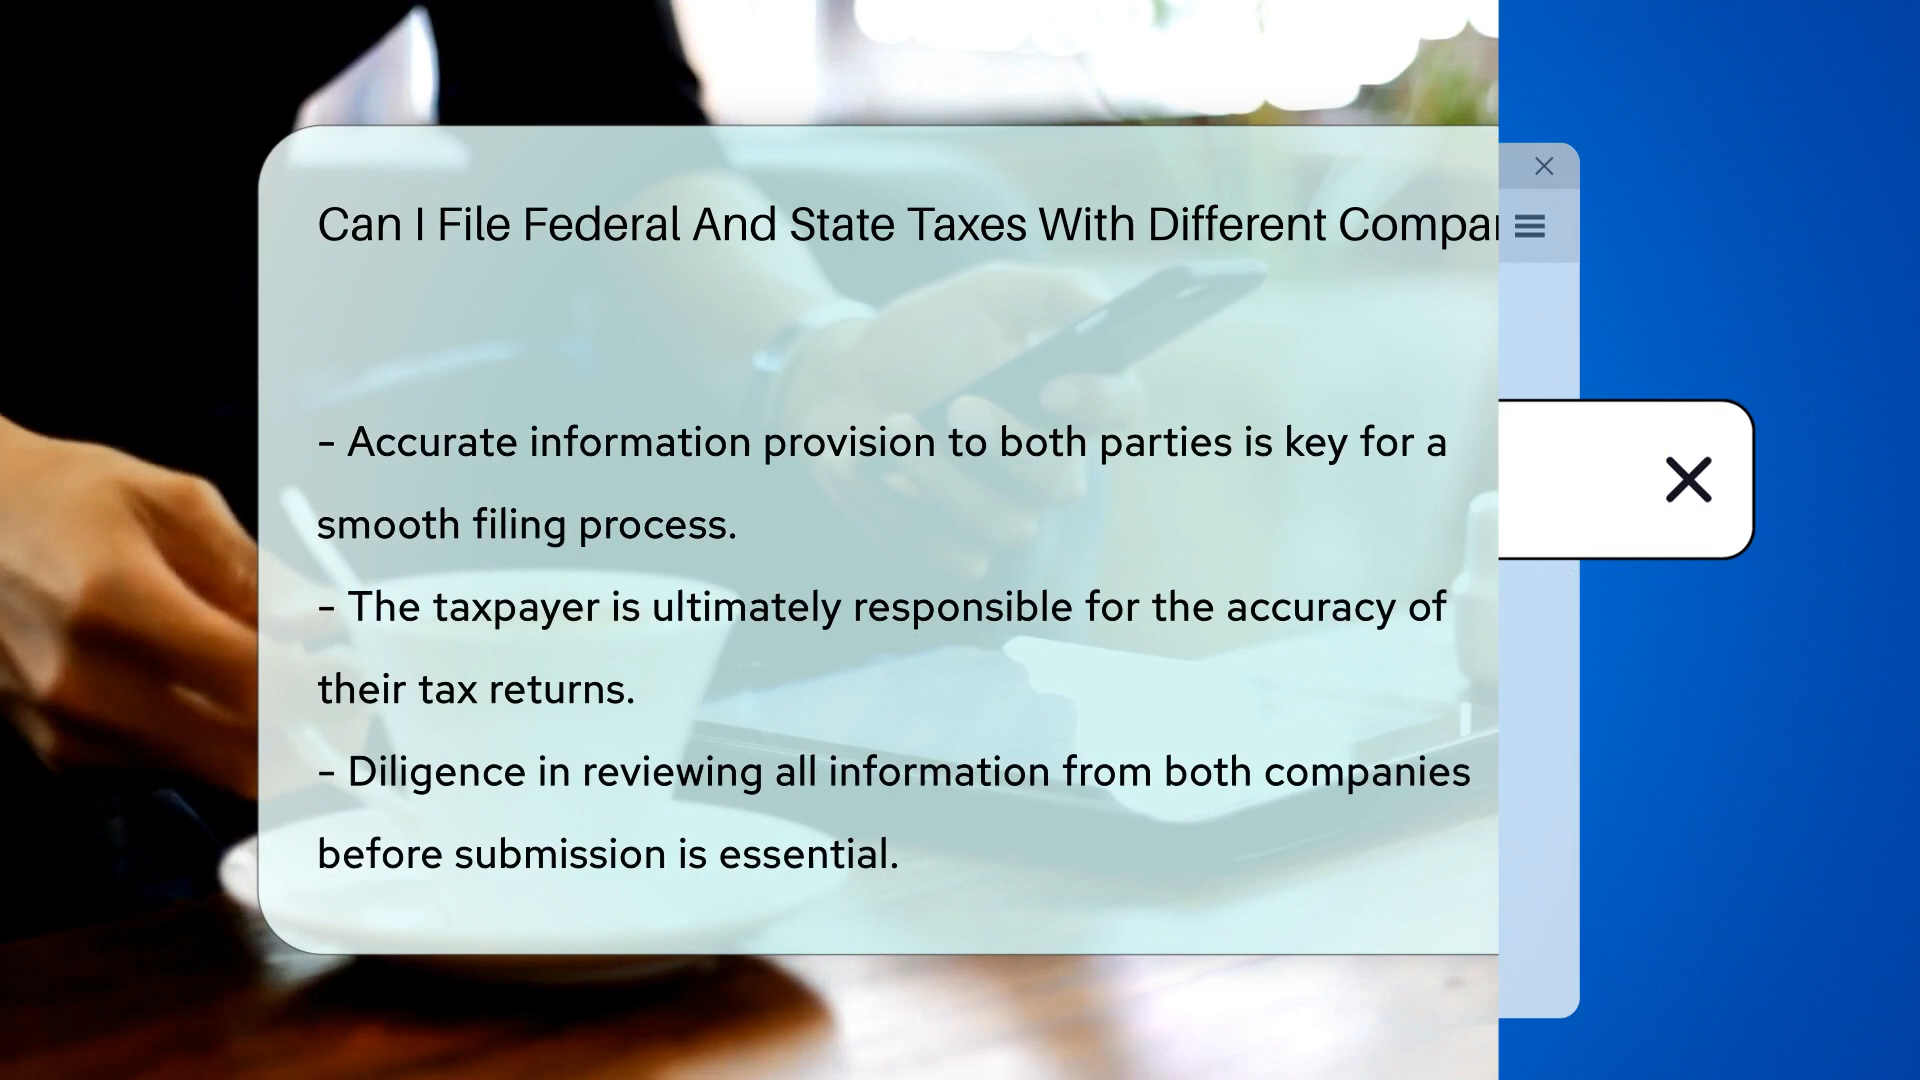 Can I File Federal And State Taxes With Different
- Accurate information provision to both parties is key for a
smooth filing process.
- The taxpayer is ultimately responsible for the accuracy of
their tax returns.
- Diligence in reviewing all information from both companies
before submission is essential.